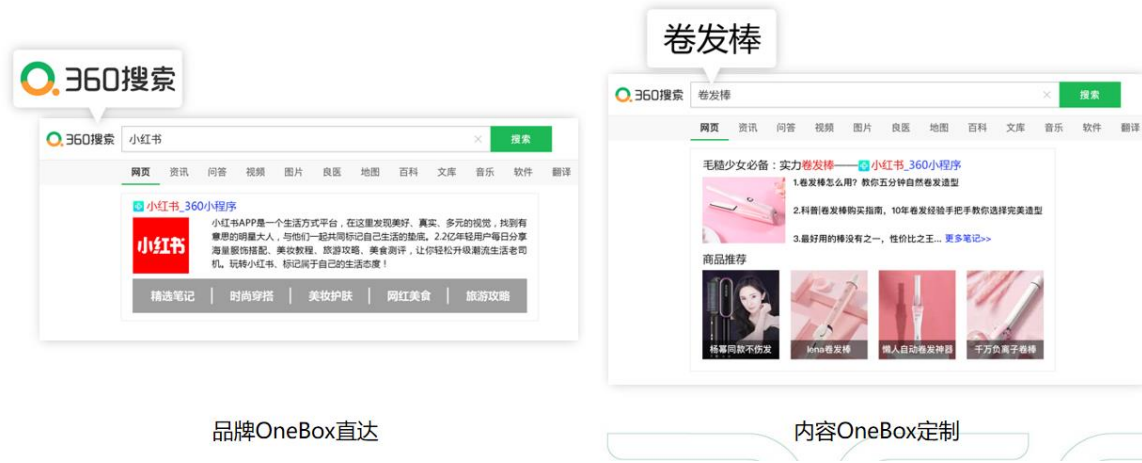 360搜索
360搜索
小红书
×
搜索
网页 资讯 问答 视频 图片 良医 地图 百科 文库 音乐 软件 翻译
小红书_360小程序
小红书
小红书APP是一个生活方式平台，在这里发现美好、真实、多元的视觉，找到有
意思的明星大人，与他们一起共同标记自己生活的垫底。2.2亿年轻用户每日分享
海量服饰搭配、美妆教程、旅游攻略、美食测评，让你轻松升级潮流生活老司
机。玩转小红书、标记属于自己的生活态度！
精选笔记 | 时尚穿搭 | 美妆护肤 | 网红美食 | 旅游攻略
品牌OneBox直达
卷发棒
360搜索
卷发棒
×
搜索
网页 资讯 问答 视频 图片 良医 地图 百科 文库 音乐 软件 翻译
毛糙少女必备：实力卷发棒——小红书_360小程序
1.卷发棒怎么用？教你五分钟自然卷发造型
2.科普|卷发棒购买指南，10年卷发经验手把手教你选择完美造型
3.最好用的棒没有之一，性价比之王... 更多笔记>>
商品推荐
杨幂同款不伤发
lena卷发棒
懒人自动卷发神器
千万负离子卷棒
内容OneBox定制